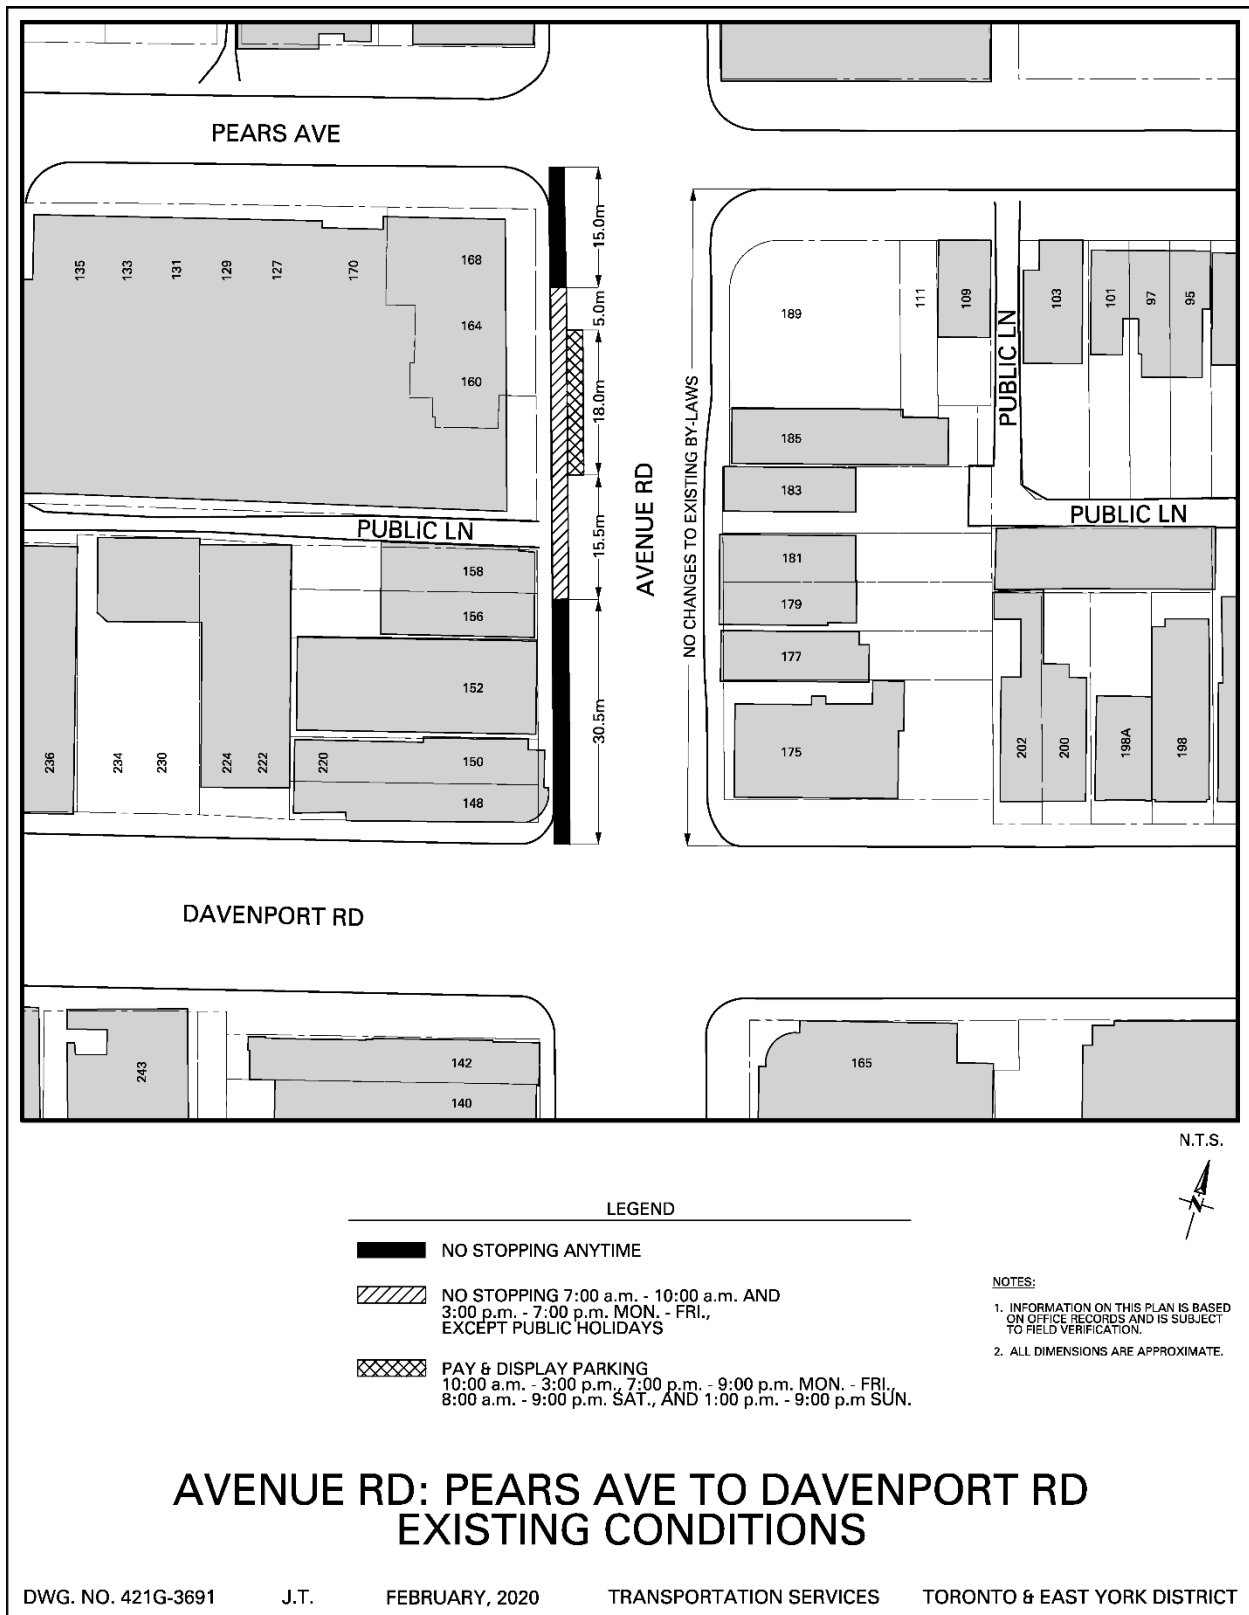 PEARS AVE
15.0m
5.0m
18.0m
15.5m
30.5m
135
133
131
129
127
170
168
164
160
AVENUE RD
NO CHANGES TO EXISTING BY-LAWS
189
111
109
PUBLIC LN
103
101
97
95
185
183
PUBLIC LN
PUBLIC LN
158
156
181
179
177
152
236
234
230
224
222
220
150
148
175
202
200
198A
198
DAVENPORT RD
243
142
140
165
N.T.S.
N
LEGEND
NO STOPPING ANYTIME
NO STOPPING 7:00 a.m. - 10:00 a.m. AND
3:00 p.m. - 7:00 p.m. MON. - FRI.,
EXCEPT PUBLIC HOLIDAYS
PAY & DISPLAY PARKING
10:00 a.m. - 3:00 p.m., 7:00 p.m. - 9:00 p.m. MON. - FRI.,
8:00 a.m. - 9:00 p.m. SAT., AND 1:00 p.m. - 9:00 p.m SUN.
NOTES:
1. INFORMATION ON THIS PLAN IS BASED
ON OFFICE RECORDS AND IS SUBJECT
TO FIELD VERIFICATION.
2. ALL DIMENSIONS ARE APPROXIMATE.
AVENUE RD: PEARS AVE TO DAVENPORT RD
EXISTING CONDITIONS
DWG. NO. 421G-3691 J.T. FEBRUARY, 2020 TRANSPORTATION SERVICES TORONTO & EAST YORK DISTRICT